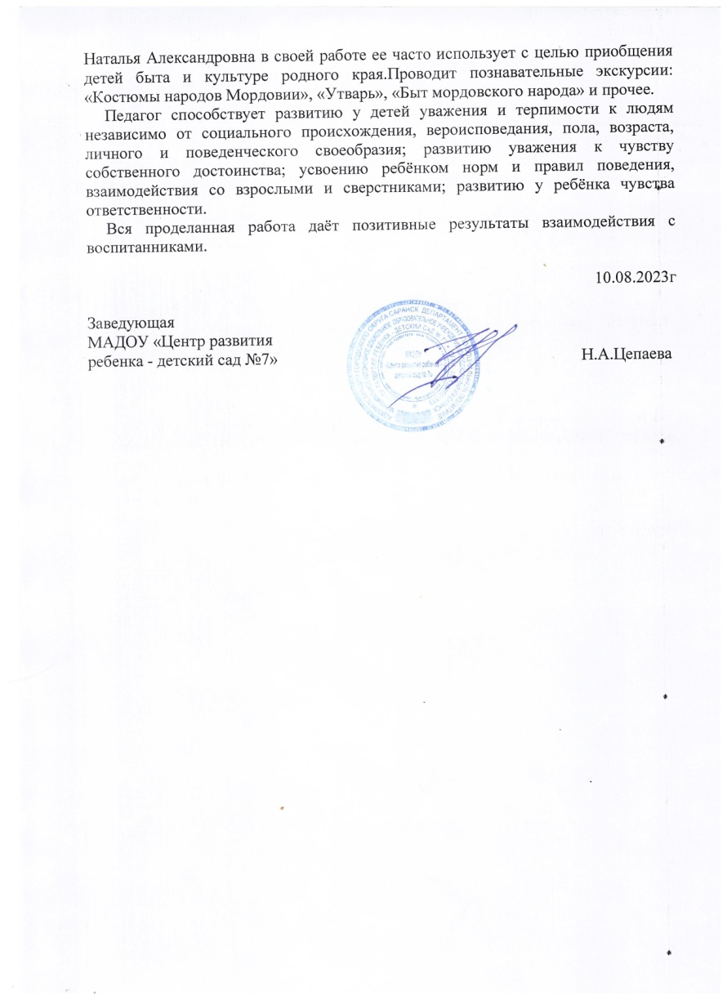 Наталья Александровна в своей работе ее часто использует с целью приобщения
детей быта и культуре родного края.Проводит познавательные экскурсии:
«Костюмы народов Мордовии», «Утварь», «Быт мордовского народа» и прочее.
Педагог способствует развитию у детей уважения и терпимости к людям
независимо от социального происхождения, вероисповедания, пола, возраста,
личного и поведенческого своеобразия; развитию уважения к чувству
собственного достоинства; усвоению ребёнком норм и правил поведения,
взаимодействия со взрослыми и сверстниками; развитию у ребёнка чувства
ответственности.
Вся проделанная работа даёт позитивные результаты взаимодействия с
воспитанниками.
10.08.2023г
Заведующая
МАДОУ «Центр развития
ребенка - детский сад №7»
Н.А.Цепаева
ОКРУГА САРАНСК ДЕПАРТАМЕНТ
МАДОУ
«Центр развития ребенка -
детский сад № 7»